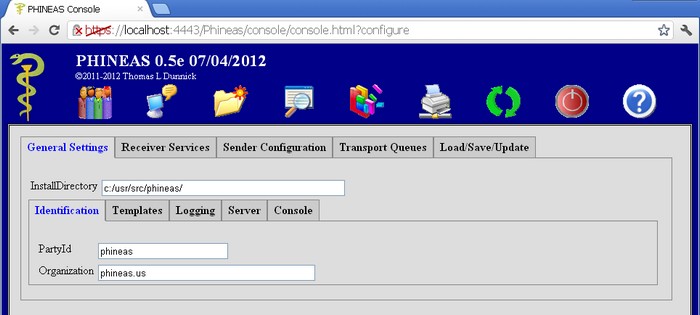 PHINEAS Console
https://localhost:4443/Phineas/console/console.html?configure
PHINEAS 0.5e 07/04/2012
©2011-2012 Thomas L Dunnick
General Settings Receiver Services Sender Configuration Transport Queues Load/Save/Update
InstallDirectory c:/usr/src/phineas/
Identification Templates Logging Server Console
PartyId phineas
Organization phineas.us